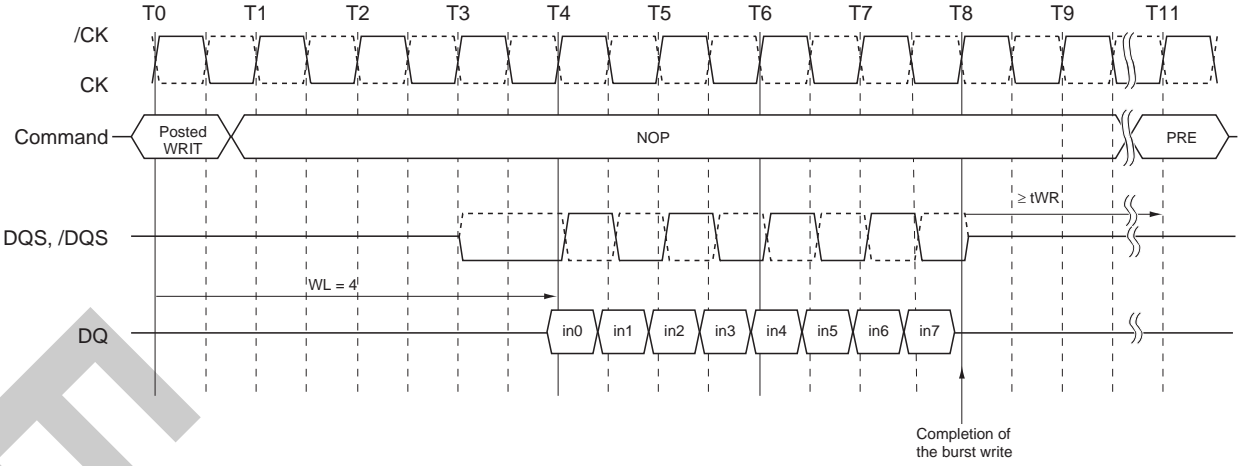 T0 T1 T2 T3 T4 T5 T6 T7 T8 T9 T11
/CK
CK
Command
Posted
WRIT
NOP
PRE
≥ tWR
DQS, /DQS
WL = 4
DQ
in0 in1 in2 in3 in4 in5 in6 in7
Completion of
the burst write